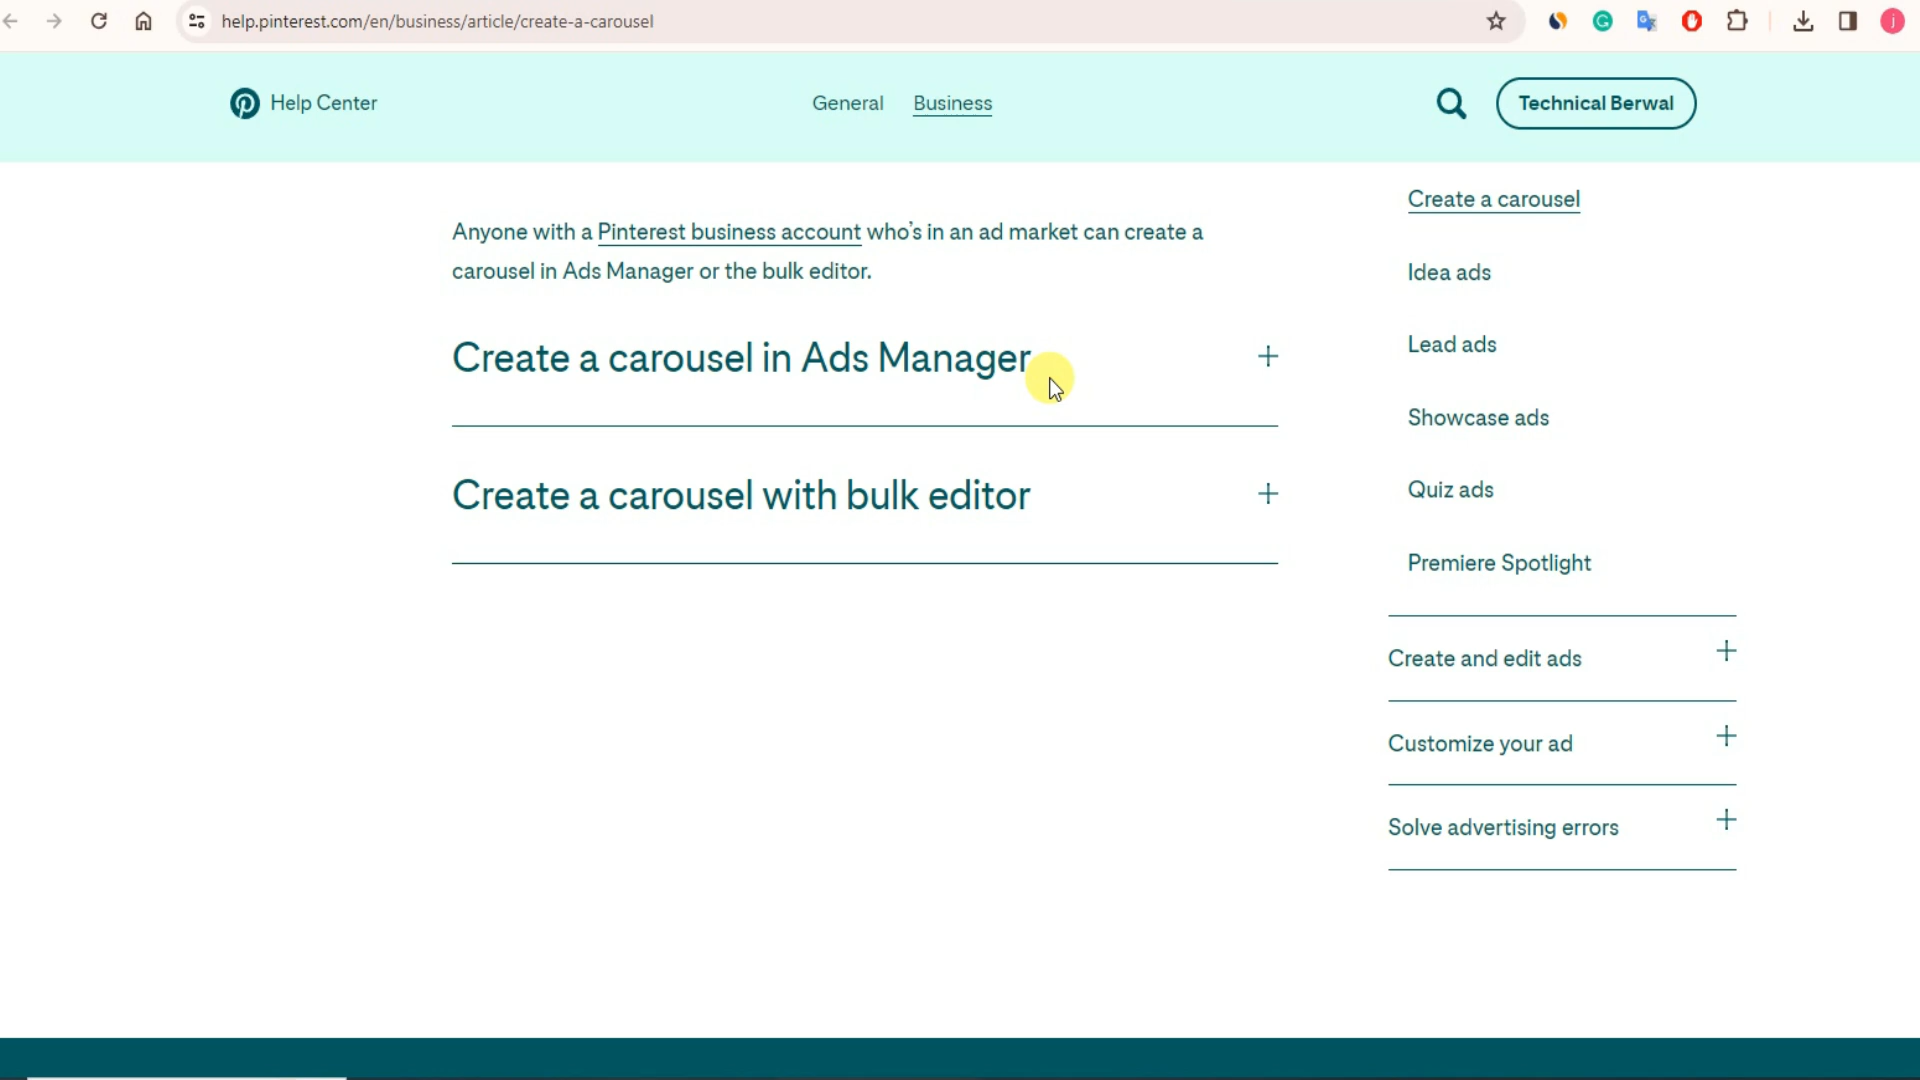 help.pinterest.com/en/business/article/create-a-carousel
j
Help Center
General
Business
Technical Berwal
Anyone with a Pinterest business account who's in an ad market can create a
carousel in Ads Manager or the bulk editor.
Create a carousel in Ads Manager
Create a carousel with bulk editor
Create a carousel
Idea ads
Lead ads
Showcase ads
Quiz ads
Premiere Spotlight
Create and edit ads
Customize your ad
Solve advertising errors